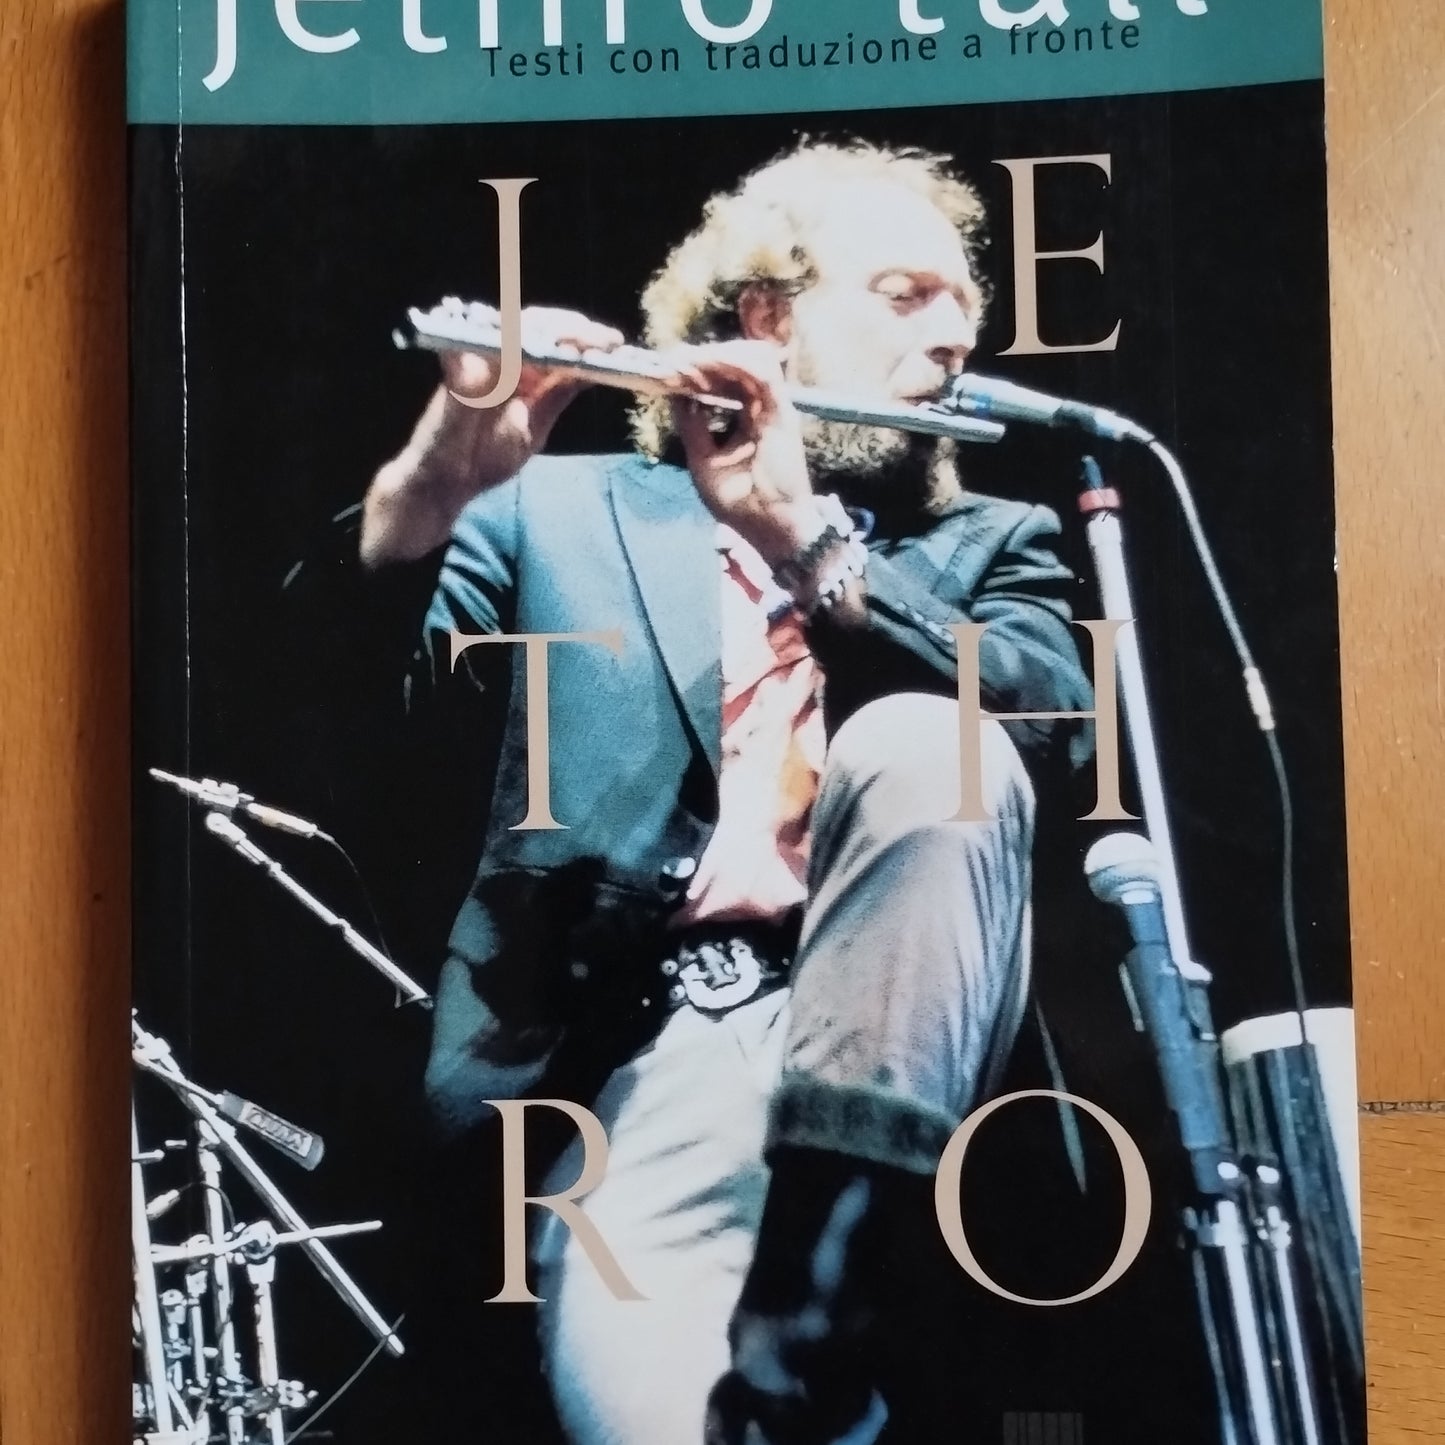 jethro tull
Testi con traduzione a fronte
J E
T H
R O